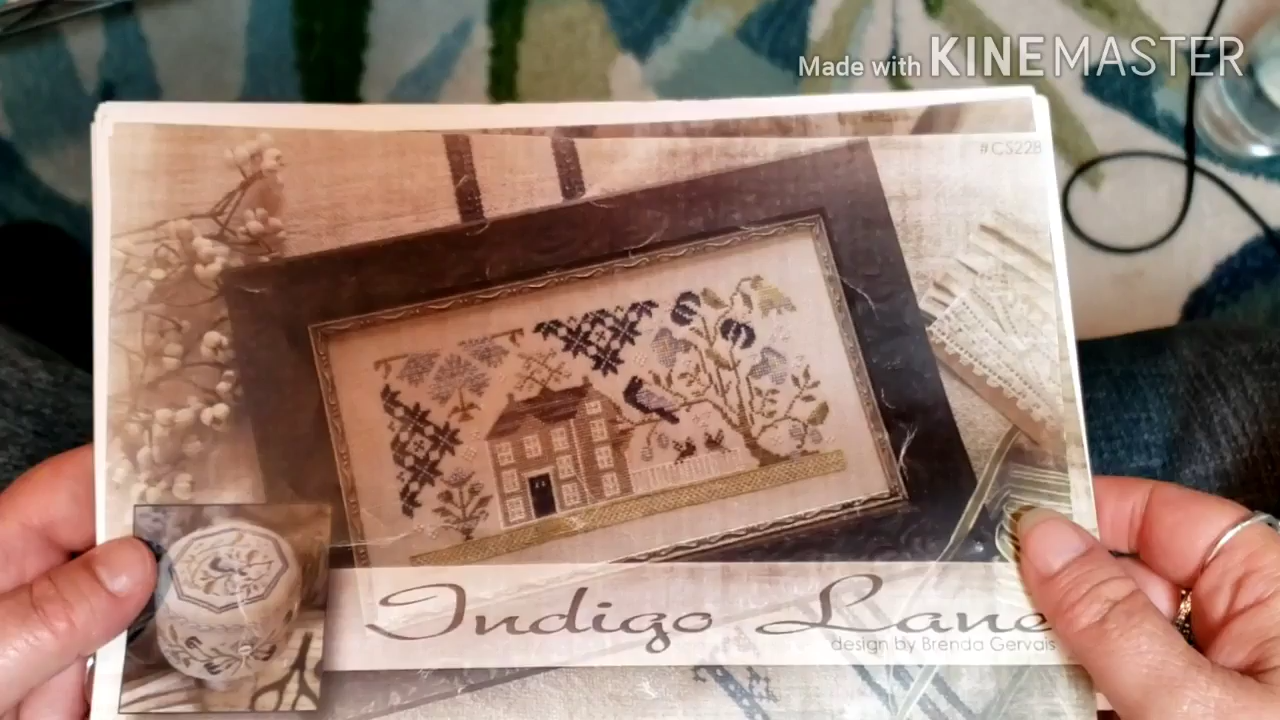 Made with KINEMASTER
#CS228
Indigo Lane
design by Brenda Gervais